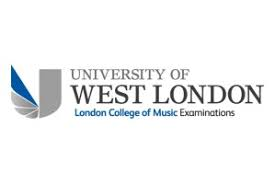 UNIVERSITY OF
WEST LONDON
London College of Music Examinations